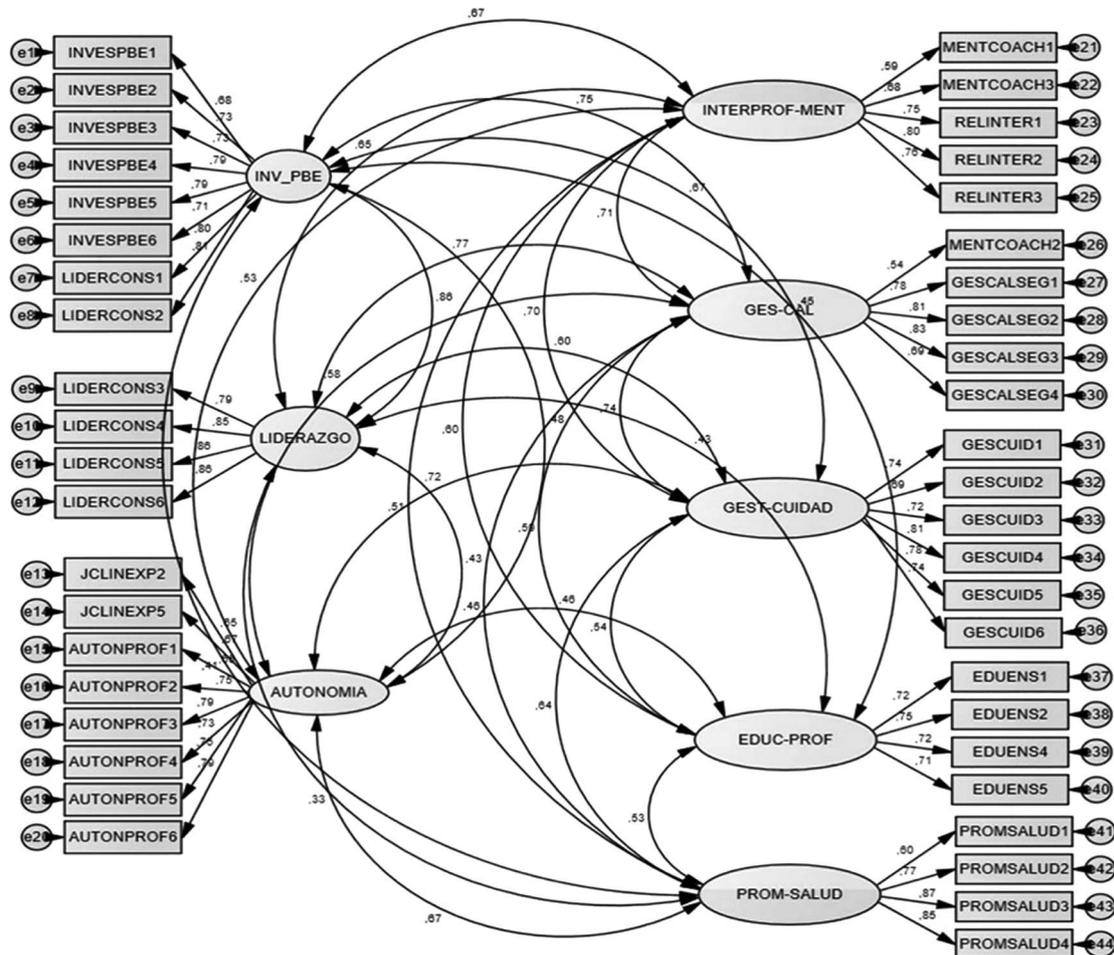 e1 INVESPBE1
e2 INVESPBE2
e3 INVESPBE3
e4 INVESPBE4
e5 INVESPBE5
e6 INVESPBE6
e7 LIDERCONS1
e8 LIDERCONS2
.68
.73
.73
.79
.79
.71
.80
.81
INV_PBE
e9 LIDERCONS3
e10 LIDERCONS4
e11 LIDERCONS5
e12 LIDERCONS6
.79
.85
.86
.86
LIDERAZGO
e13 JCLINEXP2
e14 JCLINEXP5
e15 AUTONPROF1
e16 AUTONPROF2
e17 AUTONPROF3
e18 AUTONPROF4
e19 AUTONPROF5
e20 AUTONPROF6
.67
.75
.79
.73
.79
AUTONOMIA
.67
.75
.65
.67
.71
.77
.53
.86
.70
.45
.60
.58
.74
.48
.43
.60
.72
.51
.43
.46
.46
.54
.64
.33
.53
.67
INTERPROF-MENT
.59
.68
.75
.80
.76
MENTCOACH1 e21
MENTCOACH3 e22
RELINTER1 e23
RELINTER2 e24
RELINTER3 e25
GES-CAL
.54
.78
.81
.83
.69
MENTCOACH2 e26
GESCALSEG1 e27
GESCALSEG2 e28
GESCALSEG3 e29
GESCALSEG4 e30
GEST-CUIDAD
.74
.69
.72
.81
.78
.74
GESCUID1 e31
GESCUID2 e32
GESCUID3 e33
GESCUID4 e34
GESCUID5 e35
GESCUID6 e36
EDUC-PROF
.72
.75
.72
.71
EDUENS1 e37
EDUENS2 e38
EDUENS4 e39
EDUENS5 e40
PROM-SALUD
.60
.77
.87
.85
PROMSALUD1 e41
PROMSALUD2 e42
PROMSALUD3 e43
PROMSALUD4 e44